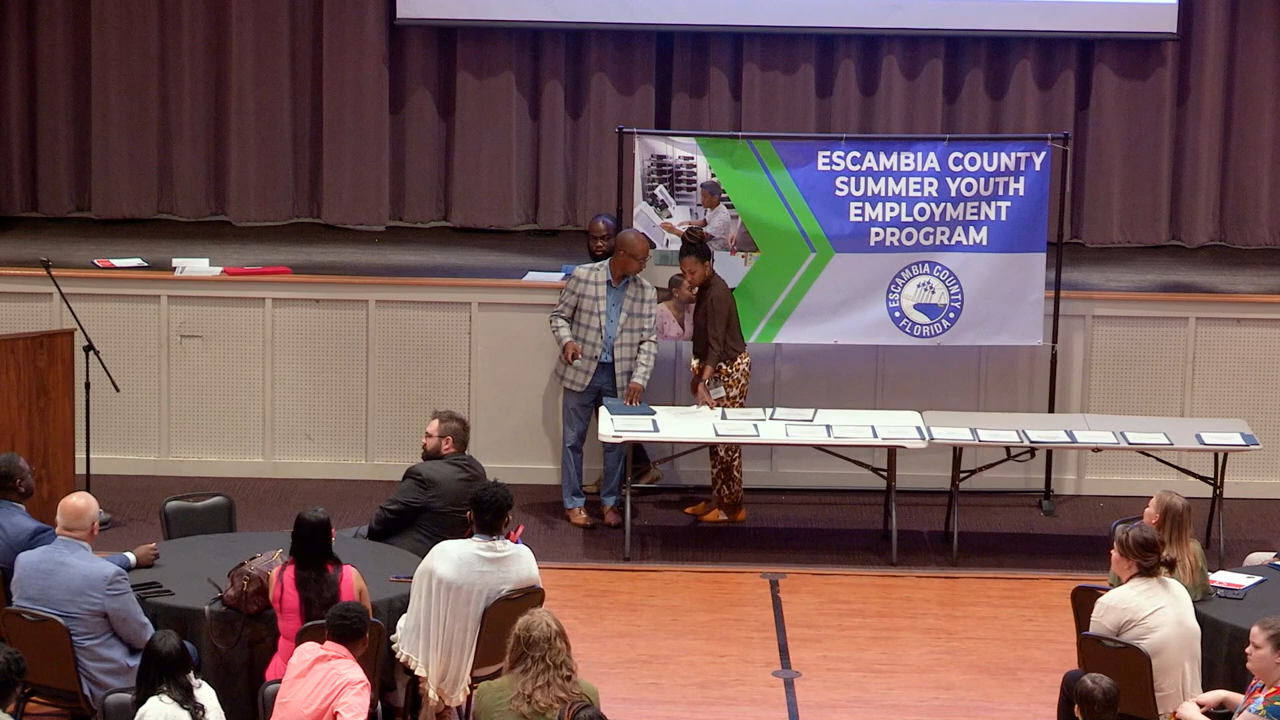 ESCAMBIA COUNTY
SUMMER YOUTH
EMPLOYMENT
PROGRAM
ESCAMBIA COUNTY
• FLORIDA •